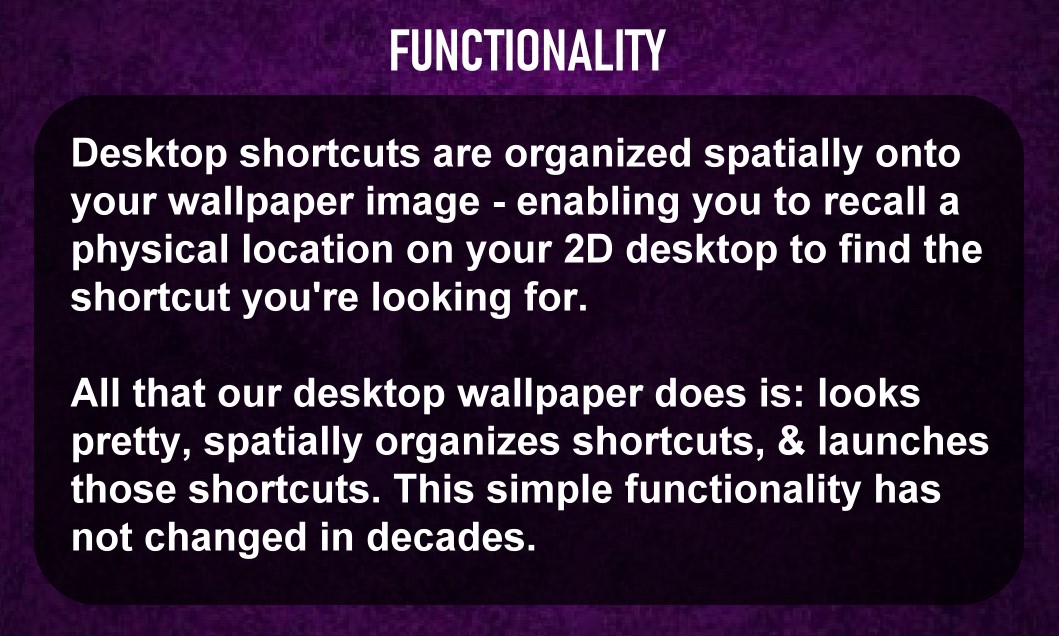 FUNCTIONALITY
Desktop shortcuts are organized spatially onto
your wallpaper image - enabling you to recall a
physical location on your 2D desktop to find the
shortcut you're looking for.
All that our desktop wallpaper does is: looks
pretty, spatially organizes shortcuts, & launches
those shortcuts. This simple functionality has
not changed in decades.